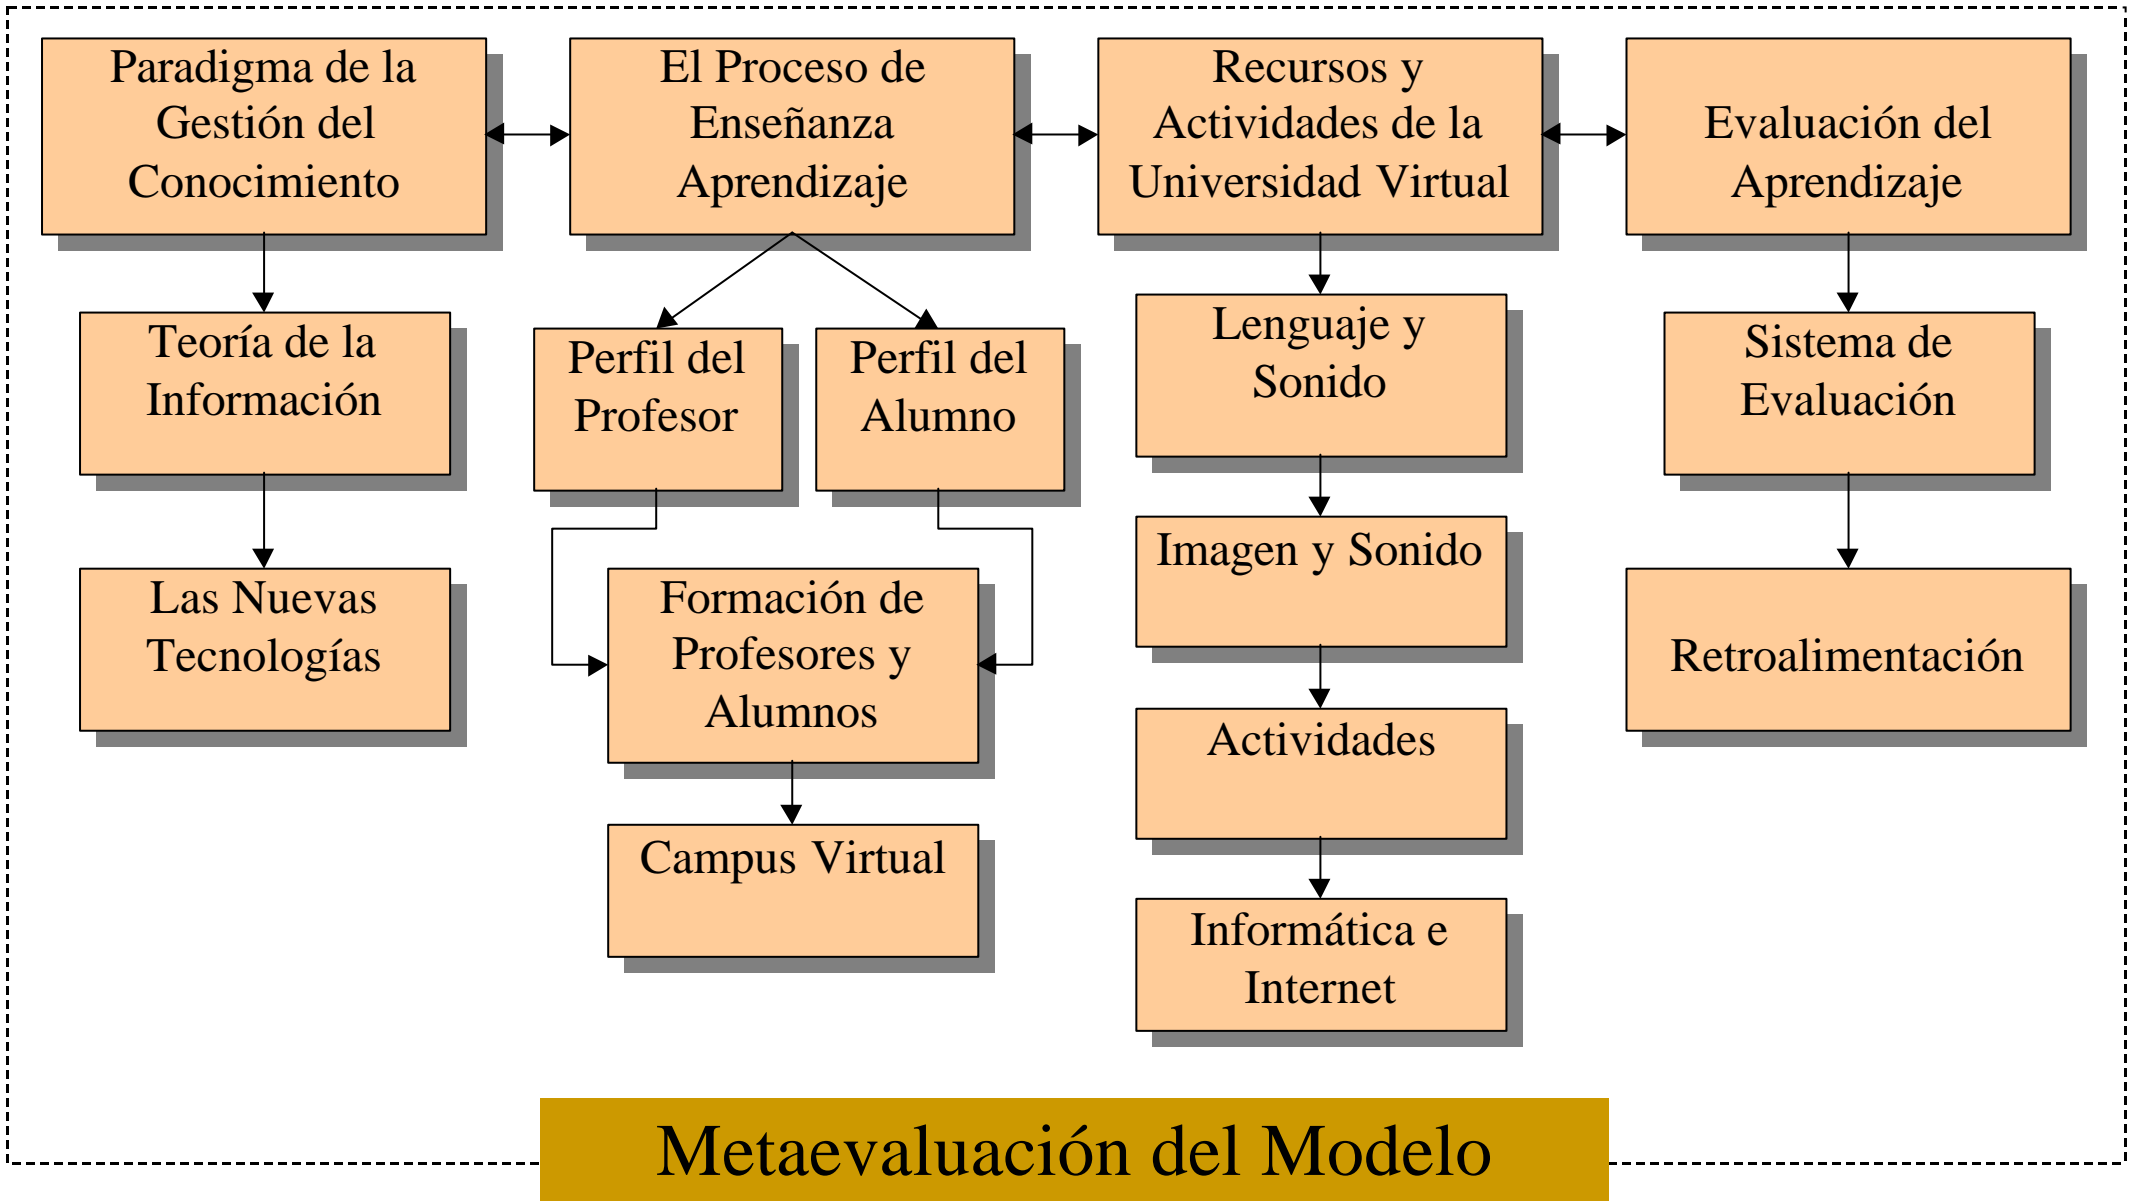 Paradigma de la
Gestión del
Conocimiento
El Proceso de
Enseñanza
Aprendizaje
Recursos y
Actividades de la
Universidad Virtual
Evaluación del
Aprendizaje
Teoría de la
Información
Perfil del
Profesor
Perfil del
Alumno
Lenguaje y
Sonido
Sistema de
Evaluación
Las Nuevas
Tecnologías
Formación de
Profesores y
Alumnos
Imagen y Sonido
Retroalimentación
Actividades
Campus Virtual
Informática e
Internet
Metaevaluación del Modelo